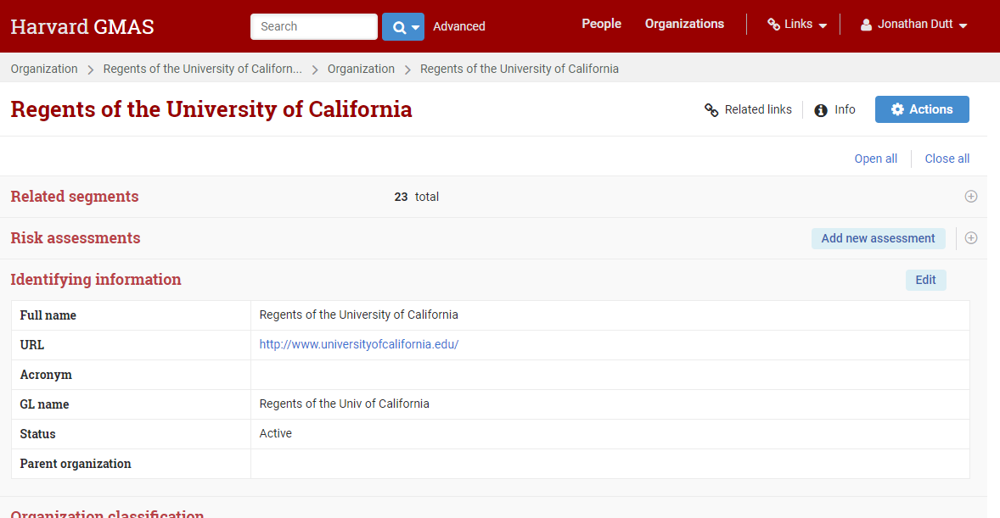 Harvard GMAS Search Advanced People Organizations Links Jonathan Dutt
Organization Regents of the University of Californ... Organization Regents of the University of California
Regents of the University of California Related links Info Actions
Open all Close all
Related segments 23 total
Risk assessments Add new assessment
Identifying information Edit
Full name Regents of the University of California
URL http://www.universityofcalifornia.edu/
Acronym
GL name Regents of the Univ of California
Status Active
Parent organization
Organization classification